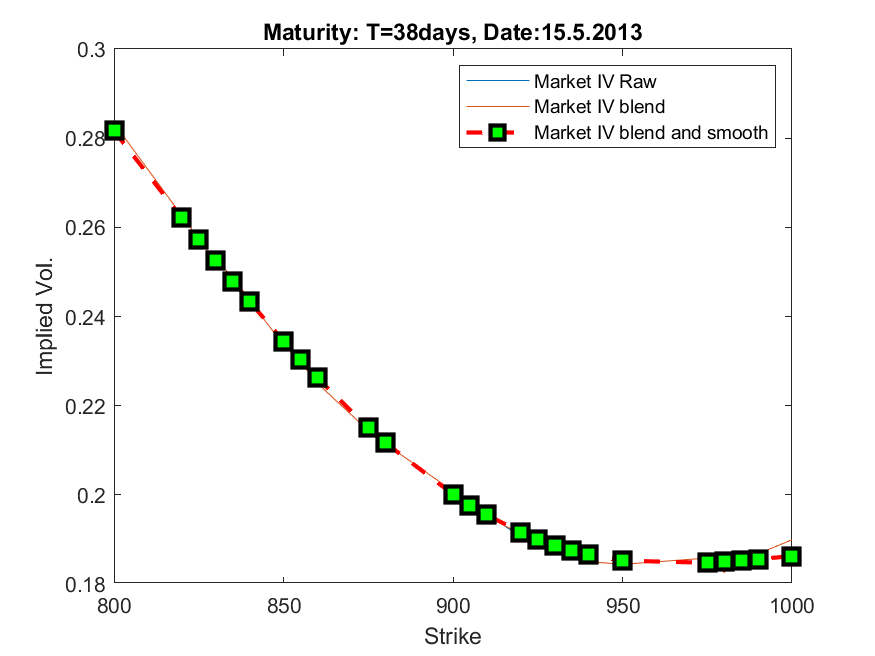 Maturity: T=38days, Date:15.5.2013
0.3
0.28
0.26
0.24
0.22
0.2
0.18
Implied Vol.
Market IV Raw
Market IV blend
Market IV blend and smooth
800
850
900
950
1000
Strike